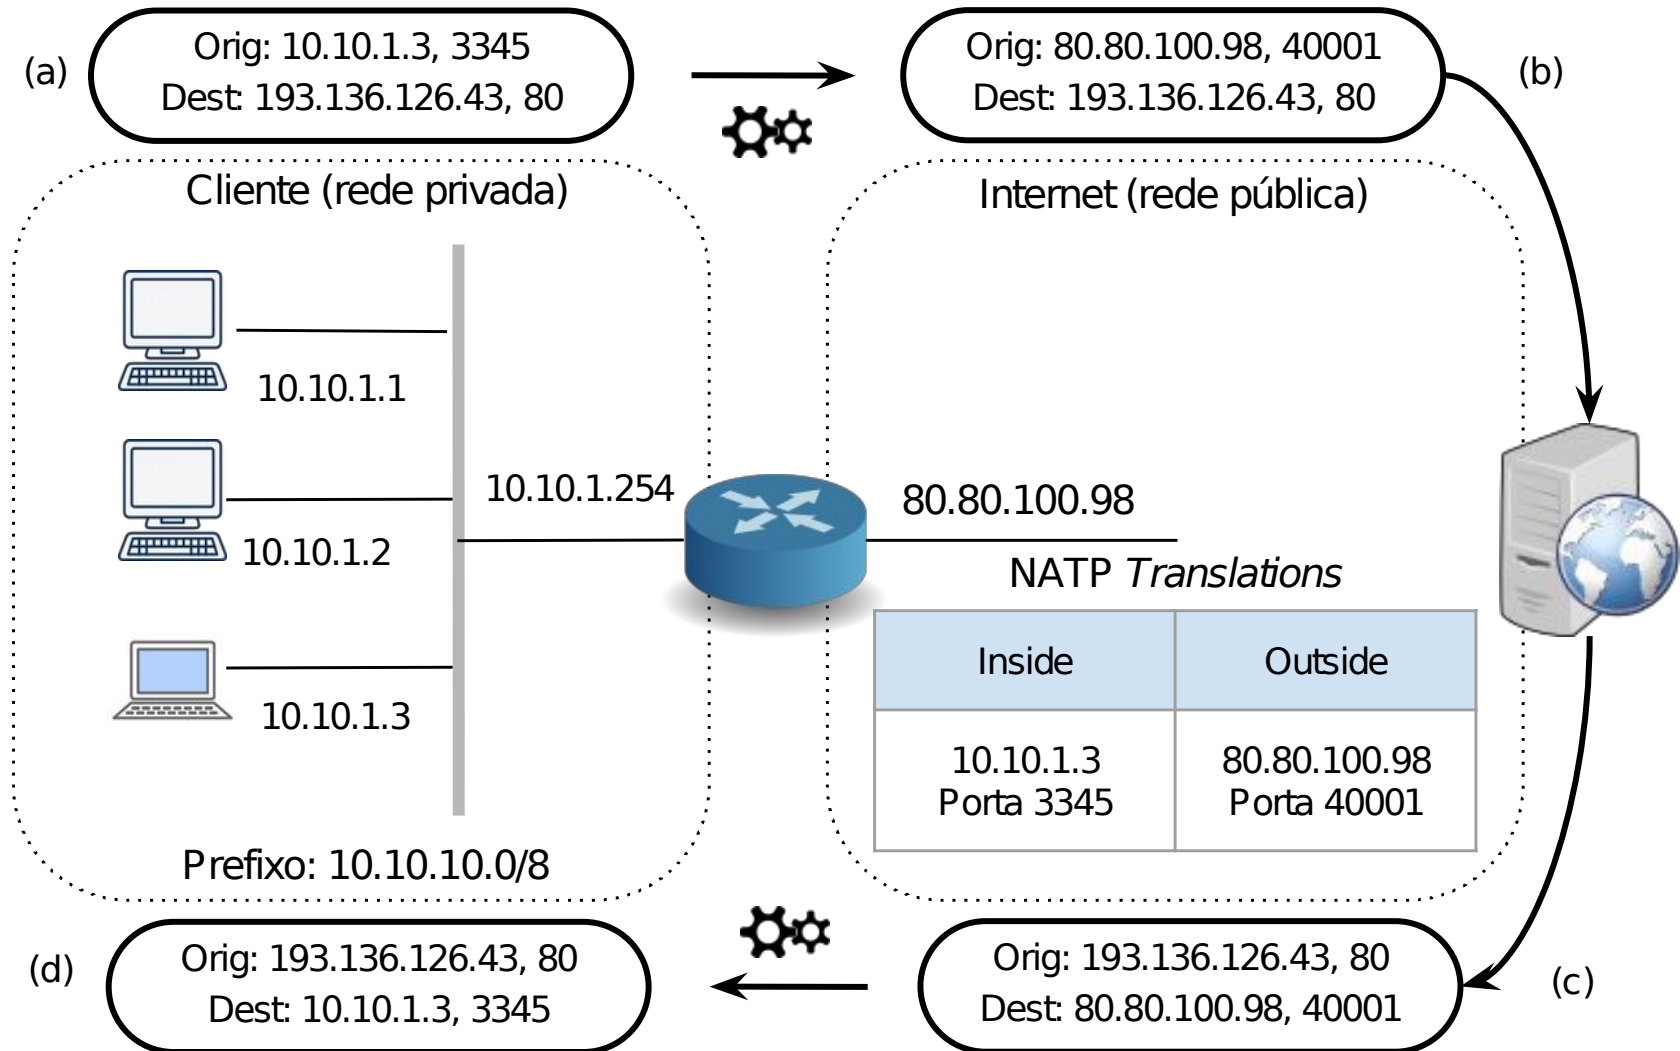 (a)
Orig: 10.10.1.3, 3345
Dest: 193.136.126.43, 80
Orig: 80.80.100.98, 40001
Dest: 193.136.126.43, 80
(b)
Cliente (rede privada)
Internet (rede pública)
10.10.1.1
10.10.1.2
10.10.1.3
10.10.1.254
80.80.100.98
NATP Translations
Inside
Outside
10.10.1.3
Porta 3345
80.80.100.98
Porta 40001
Prefixo: 10.10.10.0/8
(d)
Orig: 193.136.126.43, 80
Dest: 10.10.1.3, 3345
Orig: 193.136.126.43, 80
Dest: 80.80.100.98, 40001
(c)